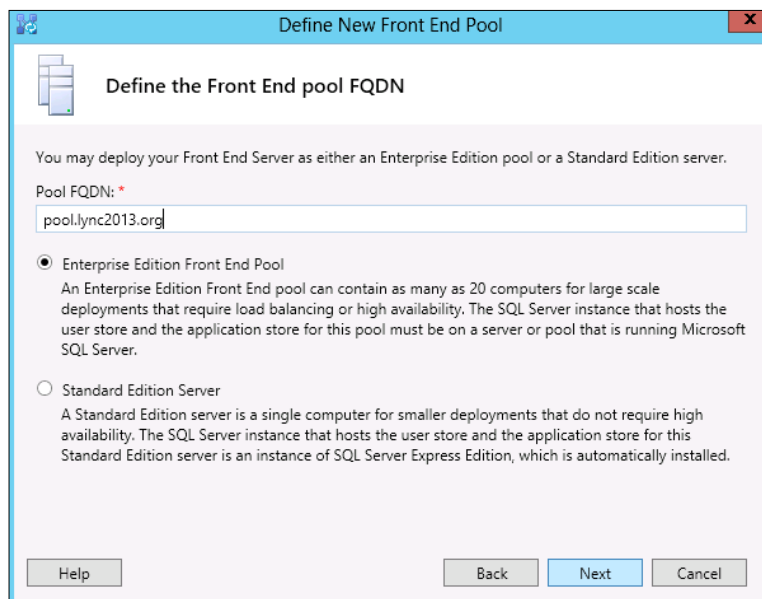 Define New Front End Pool
x
Define the Front End pool FQDN
You may deploy your Front End Server as either an Enterprise Edition pool or a Standard Edition server.
Pool FQDN: *
pool.lync2013.org
Enterprise Edition Front End Pool
An Enterprise Edition Front End pool can contain as many as 20 computers for large scale
deployments that require load balancing or high availability. The SQL Server instance that hosts the
user store and the application store for this pool must be on a server or pool that is running Microsoft
SQL Server.
Standard Edition Server
A Standard Edition server is a single computer for smaller deployments that do not require high
availability. The SQL Server instance that hosts the user store and the application store for this
Standard Edition server is an instance of SQL Server Express Edition, which is automatically installed.
Help
Back
Next
Cancel